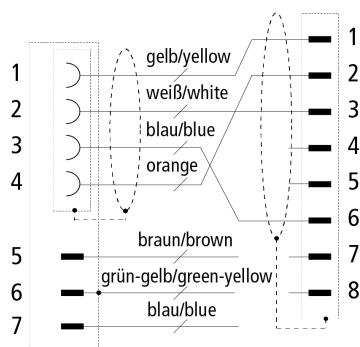 gelb/yellow
weiß/white
blau/blue
orange
braun/brown
grün-gelb/green-yellow
blau/blue
1
2
3
4
5
6
7
1
2
3
4
5
6
7
8